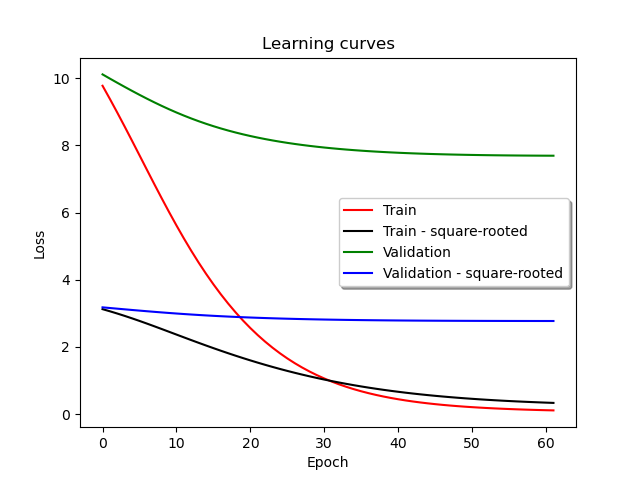 Learning curves
10
8
6
4
2
0
Loss
Train
Train - square-rooted
Validation
Validation - square-rooted
0 10 20 30 40 50 60
Epoch